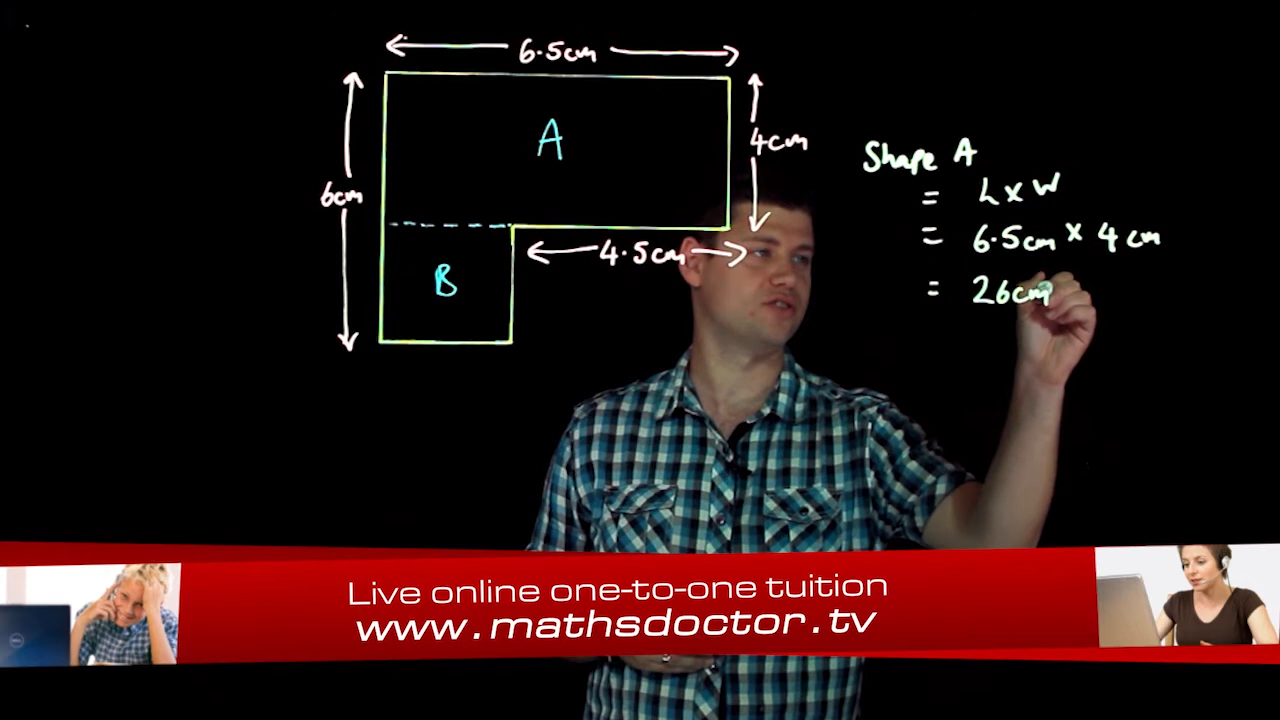 6.5cm
A
4cm
6cm
4.5cm
B
Shape A
= L x W
= 6.5cm x 4cm
= 26cm
Live online one-to-one tuition
www.mathsdoctor.tv